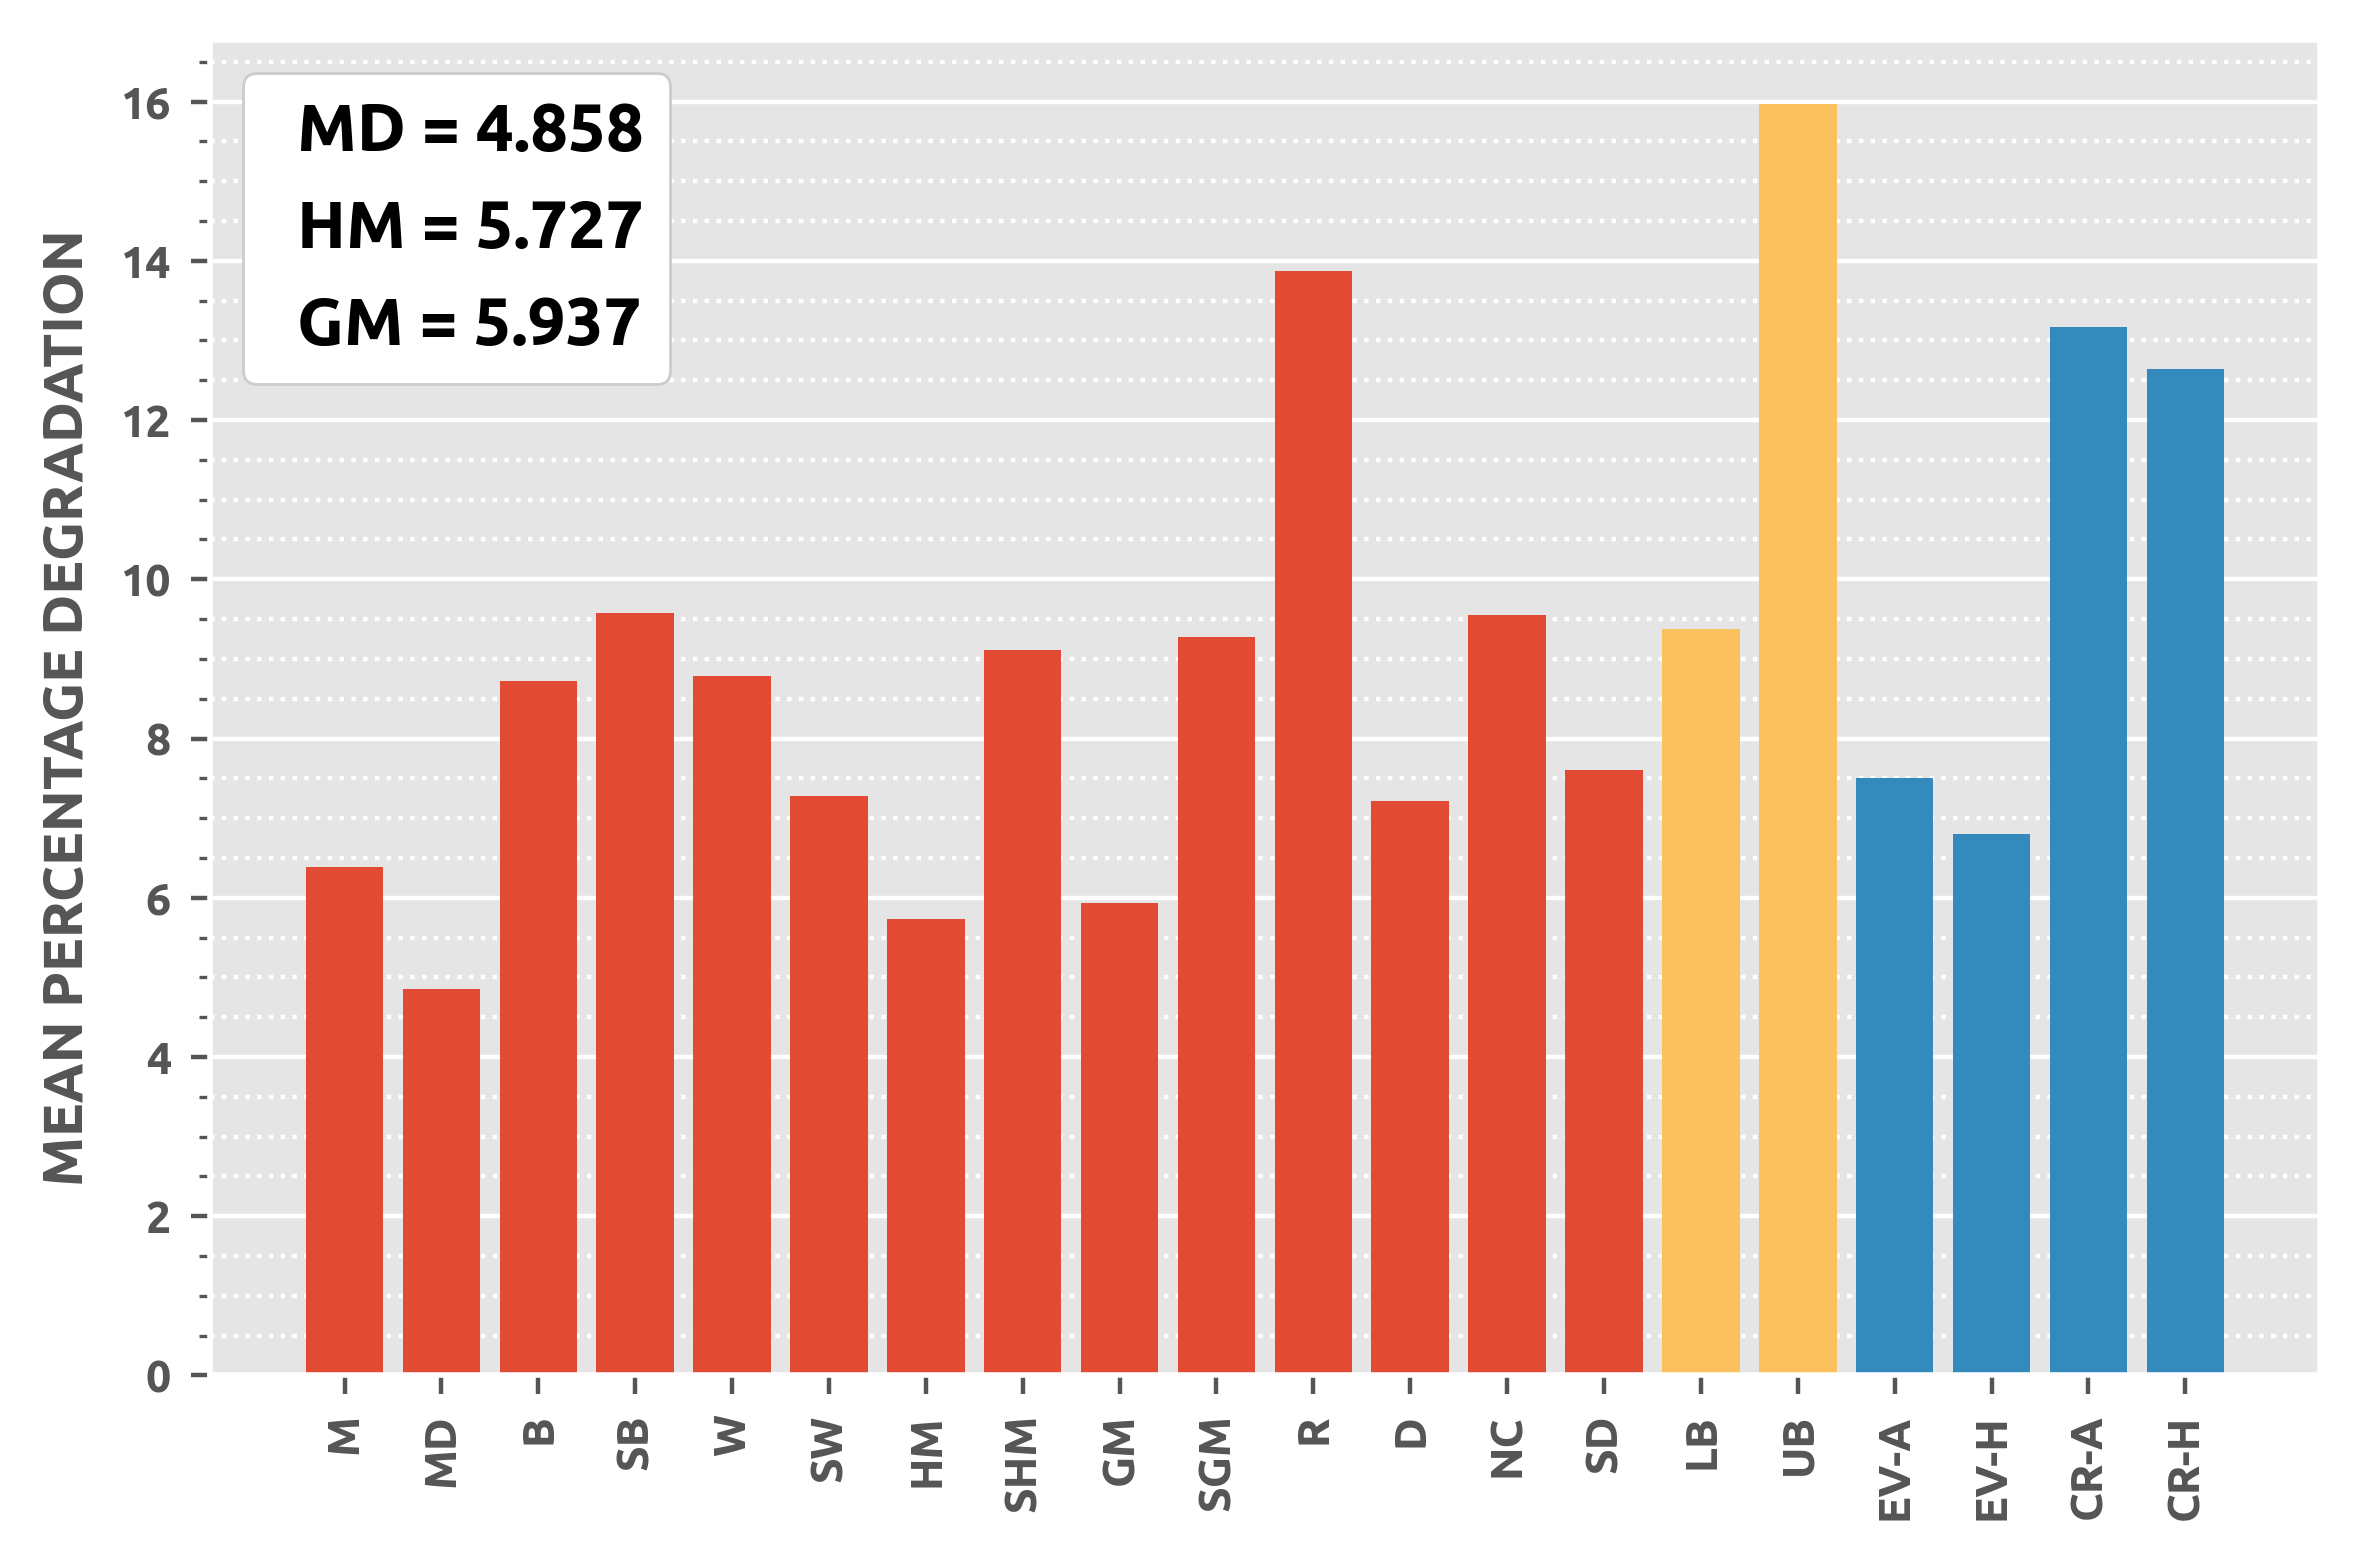 MD = 4.858
HM = 5.727
GM = 5.937
MEAN PERCENTAGE DEGRADATION
16
14
12
10
8
6
4
2
0
M
MD
B
SB
W
SW
HM
SHM
GM
SGM
R
D
NC
SD
LB
UB
EV-A
EV-H
CR-A
CR-H